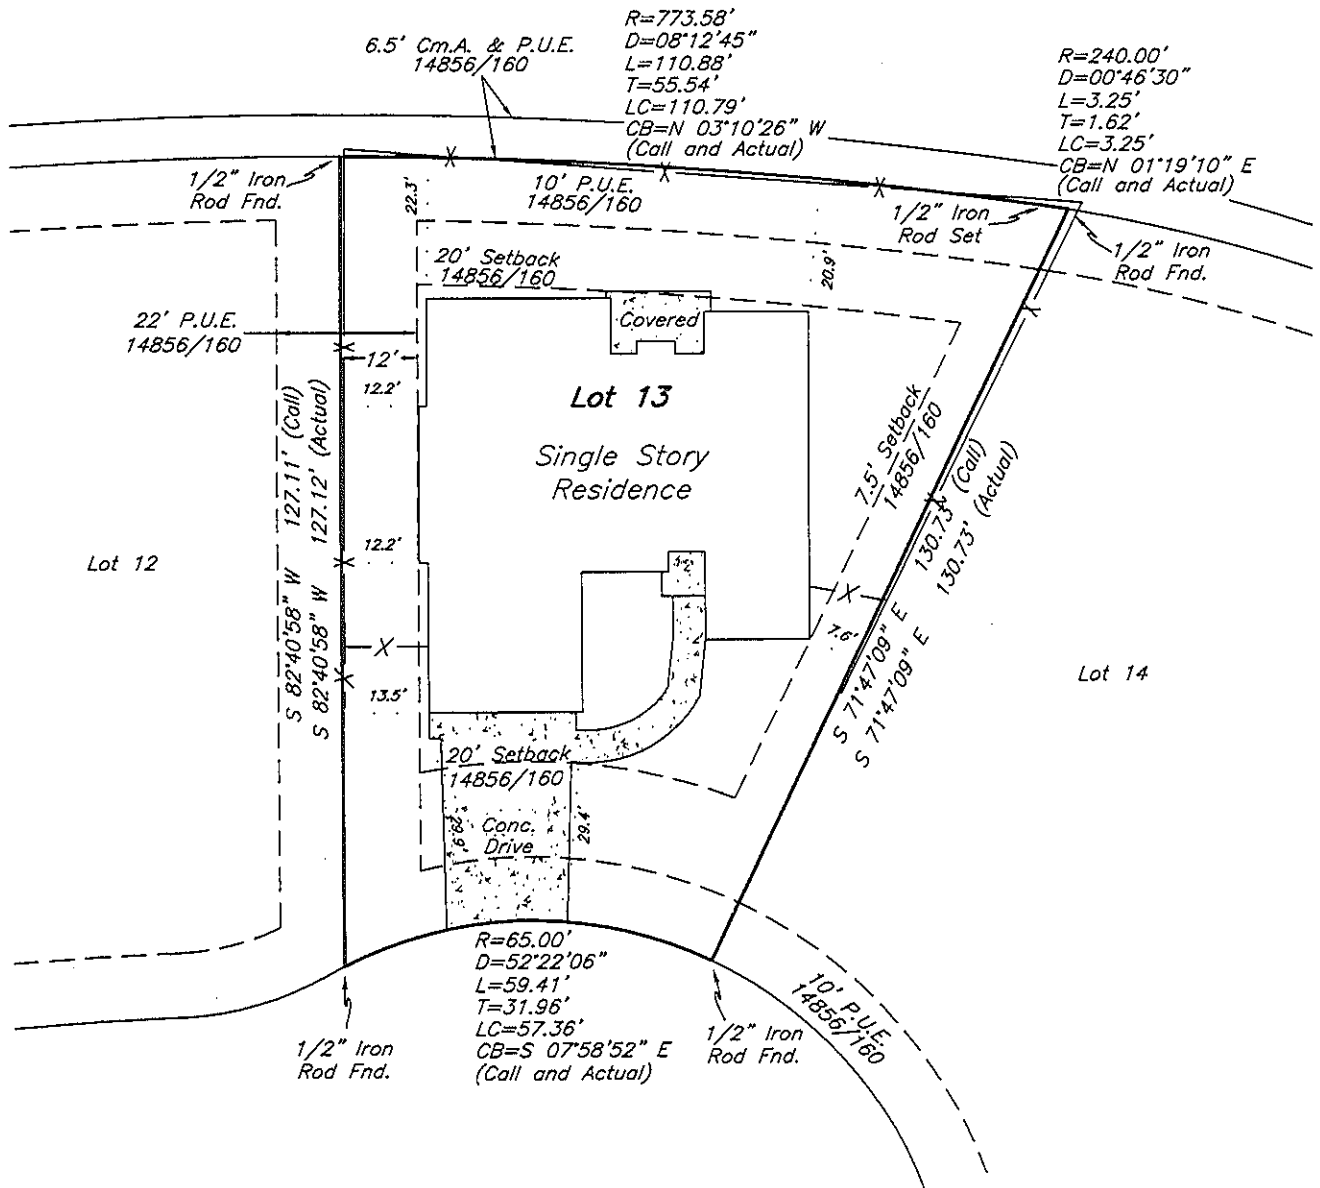 R=773.58'
D=08°12'45"
L=110.88'
T=55.54'
LC=110.79'
CB=N 03°10'26" W
(Call and Actual)
6.5' Cm.A. & P.U.E.
14856/160
R=240.00'
D=00°46'30"
L=3.25'
T=1.62'
LC=3.25'
CB=N 01°19'10" E
(Call and Actual)
1/2" Iron
Rod Fnd.
22.3'
10' P.U.E.
14856/160
1/2" Iron
Rod Set
1/2" Iron
Rod Fnd.
20' Setback
14856/160
20.9'
22' P.U.E.
14856/160
12'
12.2'
Covered
Lot 13
Single Story
Residence
7.5' Setback
14856/160
S 82°40'58" W 127.11' (Call)
S 82°40'58" W 127.12' (Actual)
Lot 12
12.2'
13.5'
7.6'
S 71°47'09" E 130.73' (Call)
S 71°47'09" E 130.73' (Actual)
Lot 14
20' Setback
14856/160
29.9'
Conc.
Drive
29.4'
R=65.00'
D=52°22'06"
L=59.41'
T=31.96'
LC=57.36'
CB=S 07°58'52" E
(Call and Actual)
1/2" Iron
Rod Fnd.
1/2" Iron
Rod Fnd.
10' P.U.E.
14856/160